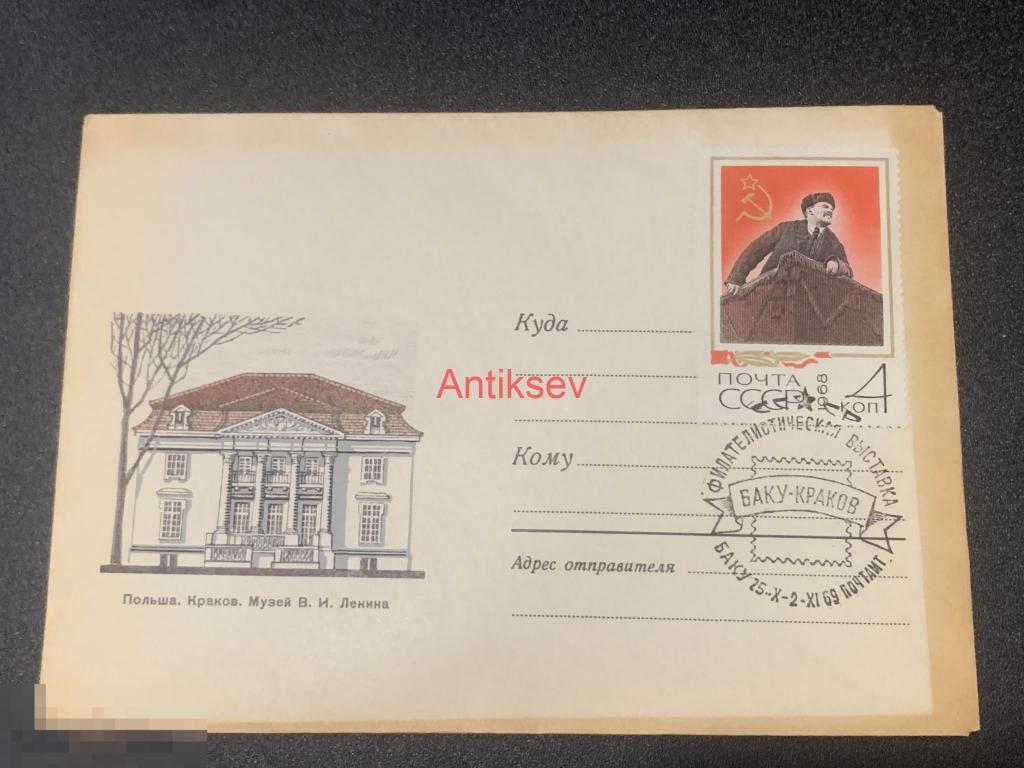 ПОЧТА
СССР
1968
4
КОП
Куда
Antiksev
Кому
Адрес отправителя
ФИЛАТЕЛИСТИЧЕСКАЯ ВЫСТАВКА
БАКУ-КРАКОВ
БАКУ 25-X-2-XI 69 ПОЧТАМТ
Польша. Краков. Музей В. И. Ленина